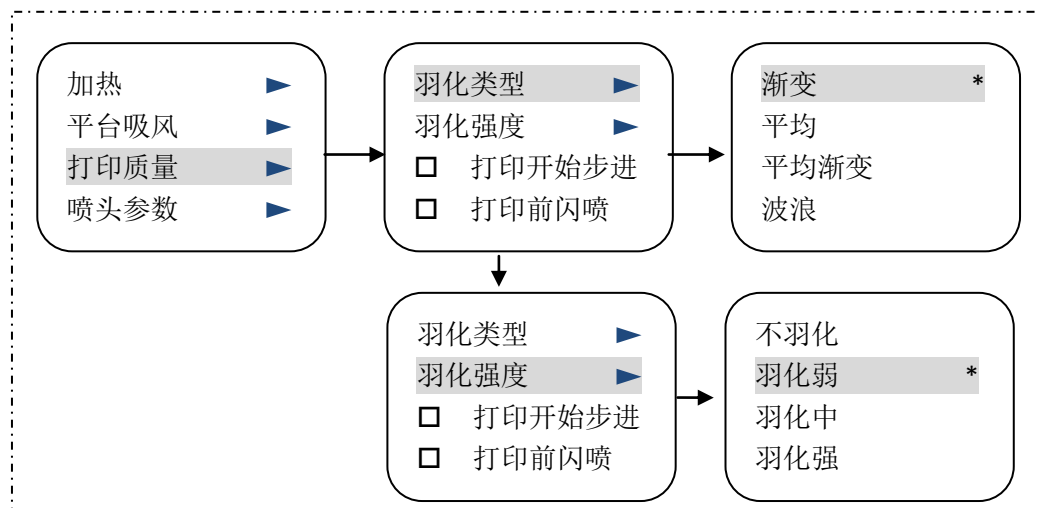 加热
平台吸风
打印质量
喷头参数
羽化类型
羽化强度
打印开始步进
打印前闪喷
渐变 *
平均
平均渐变
波浪
羽化类型
羽化强度
打印开始步进
打印前闪喷
不羽化
羽化弱 *
羽化中
羽化强